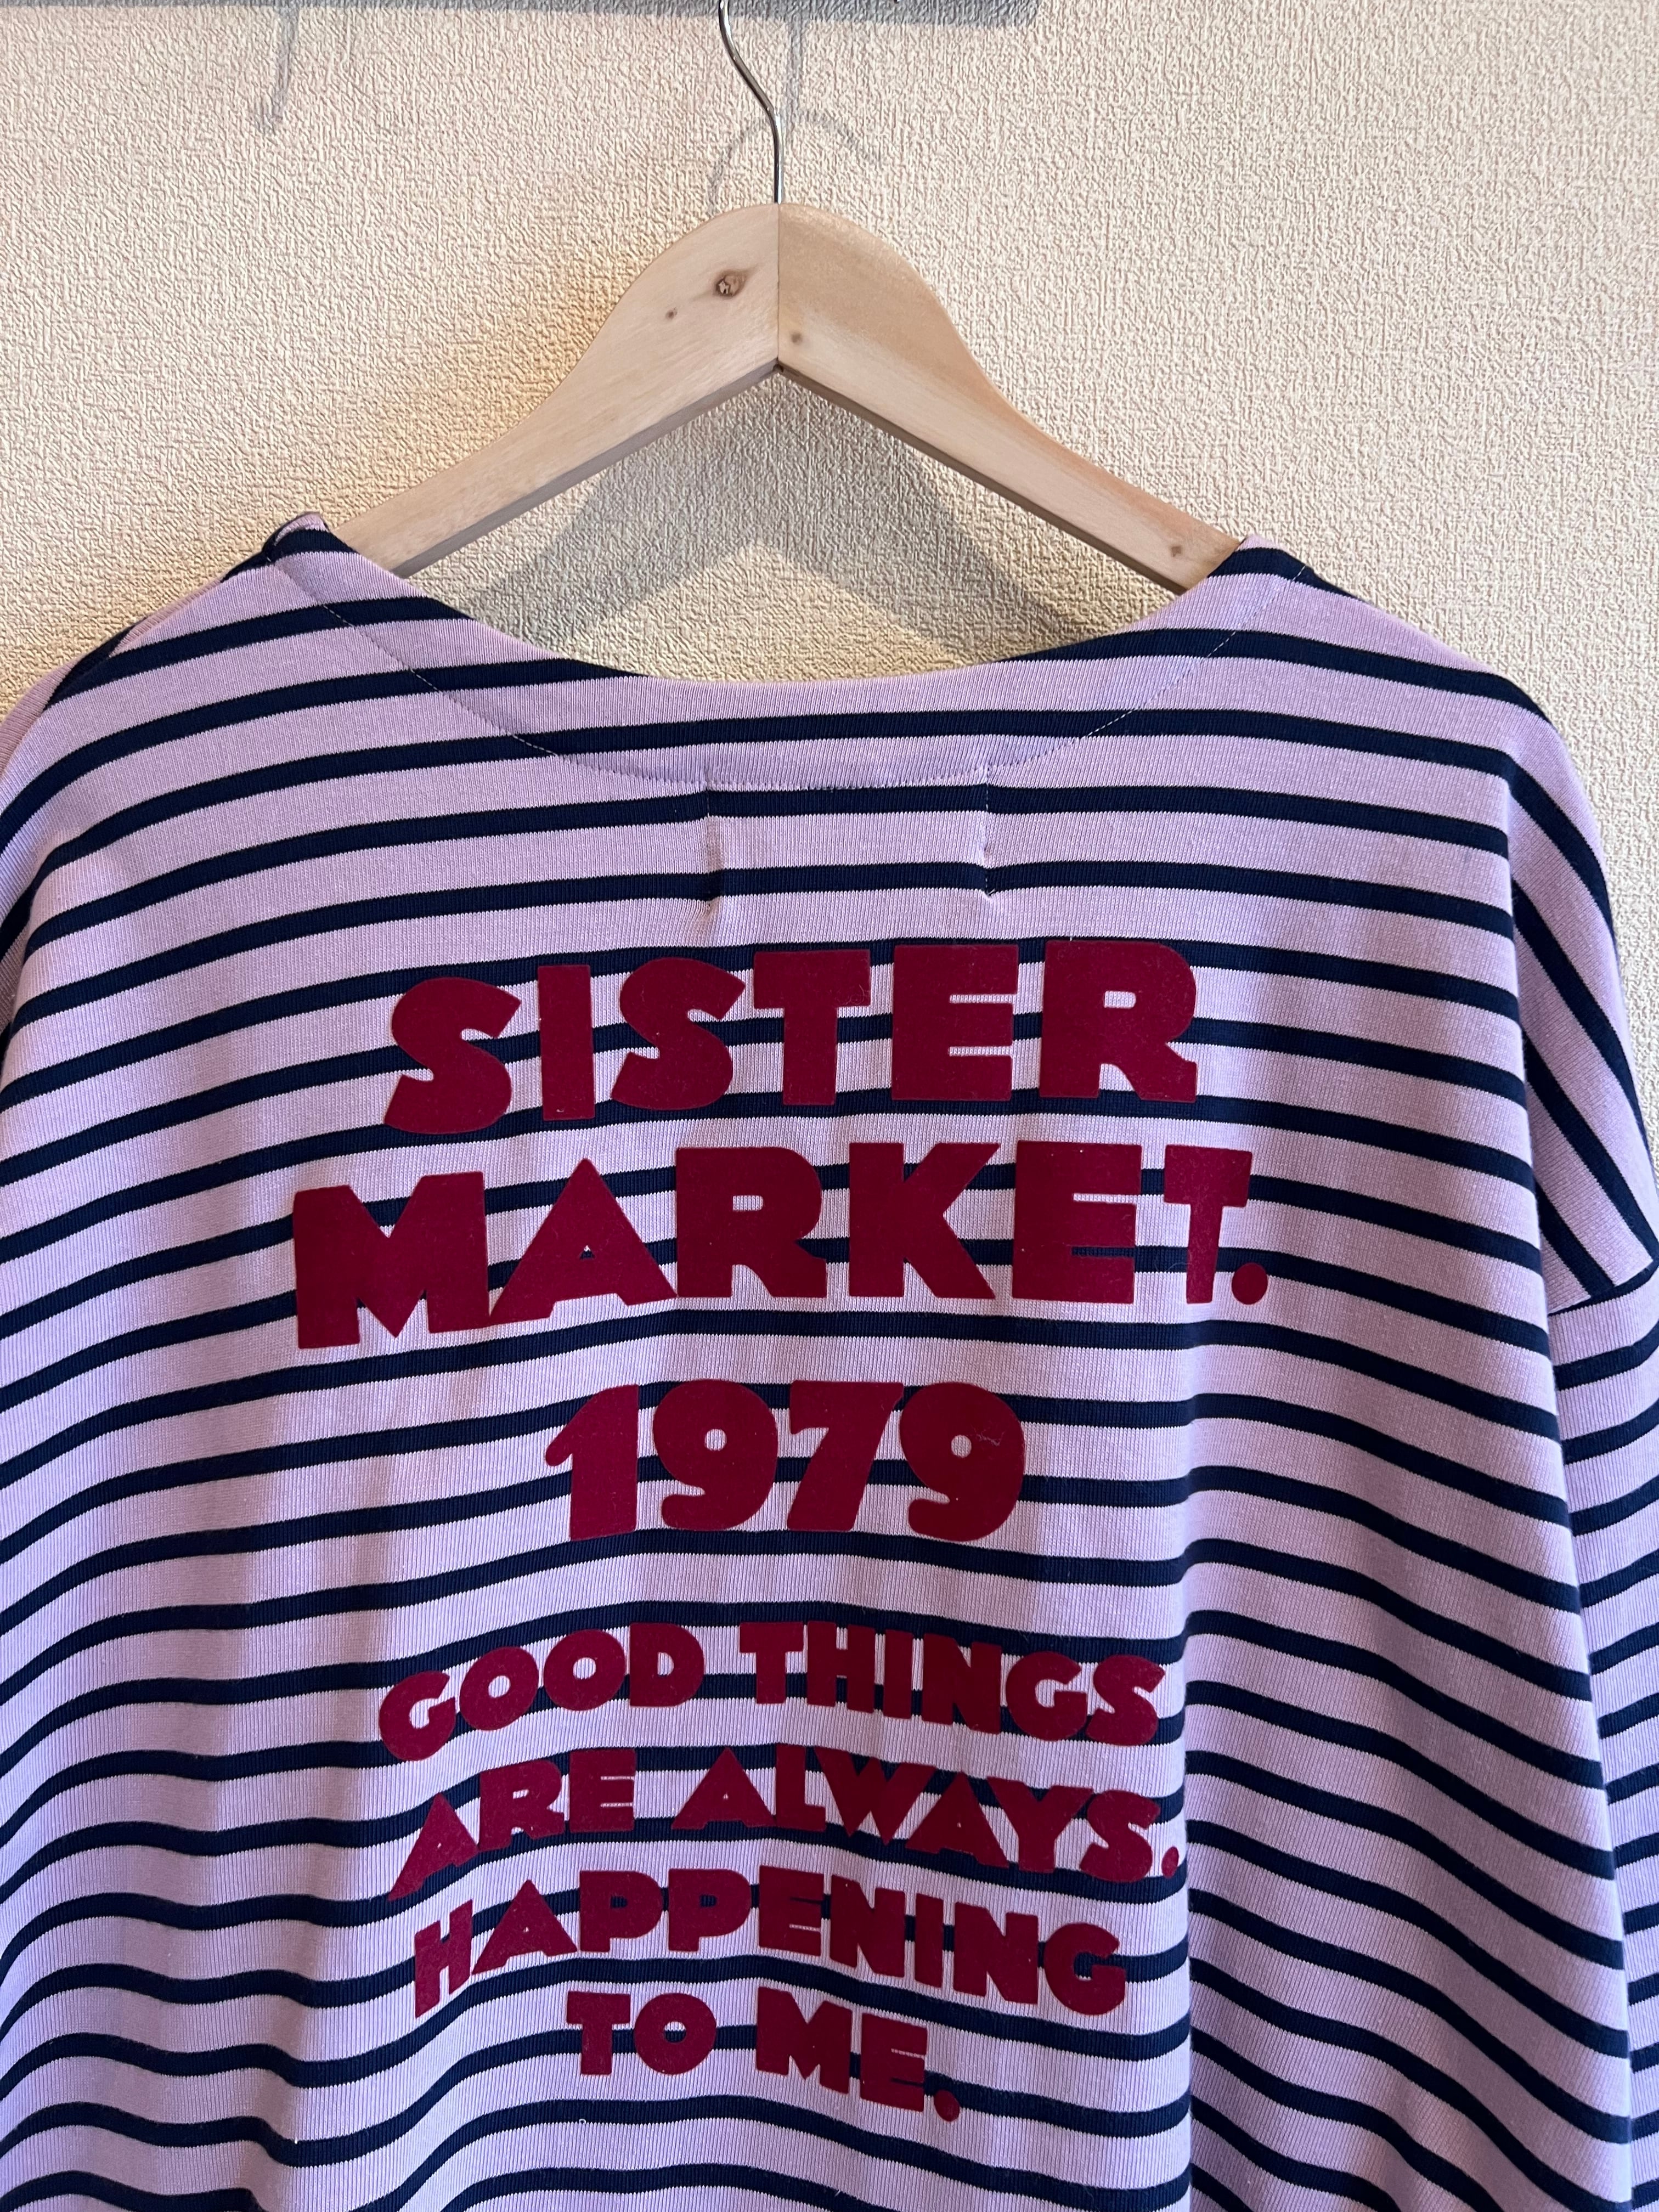 SISTER
MARKET.
1979
GOOD THINGS
ARE ALWAYS.
HAPPENING
TO ME.